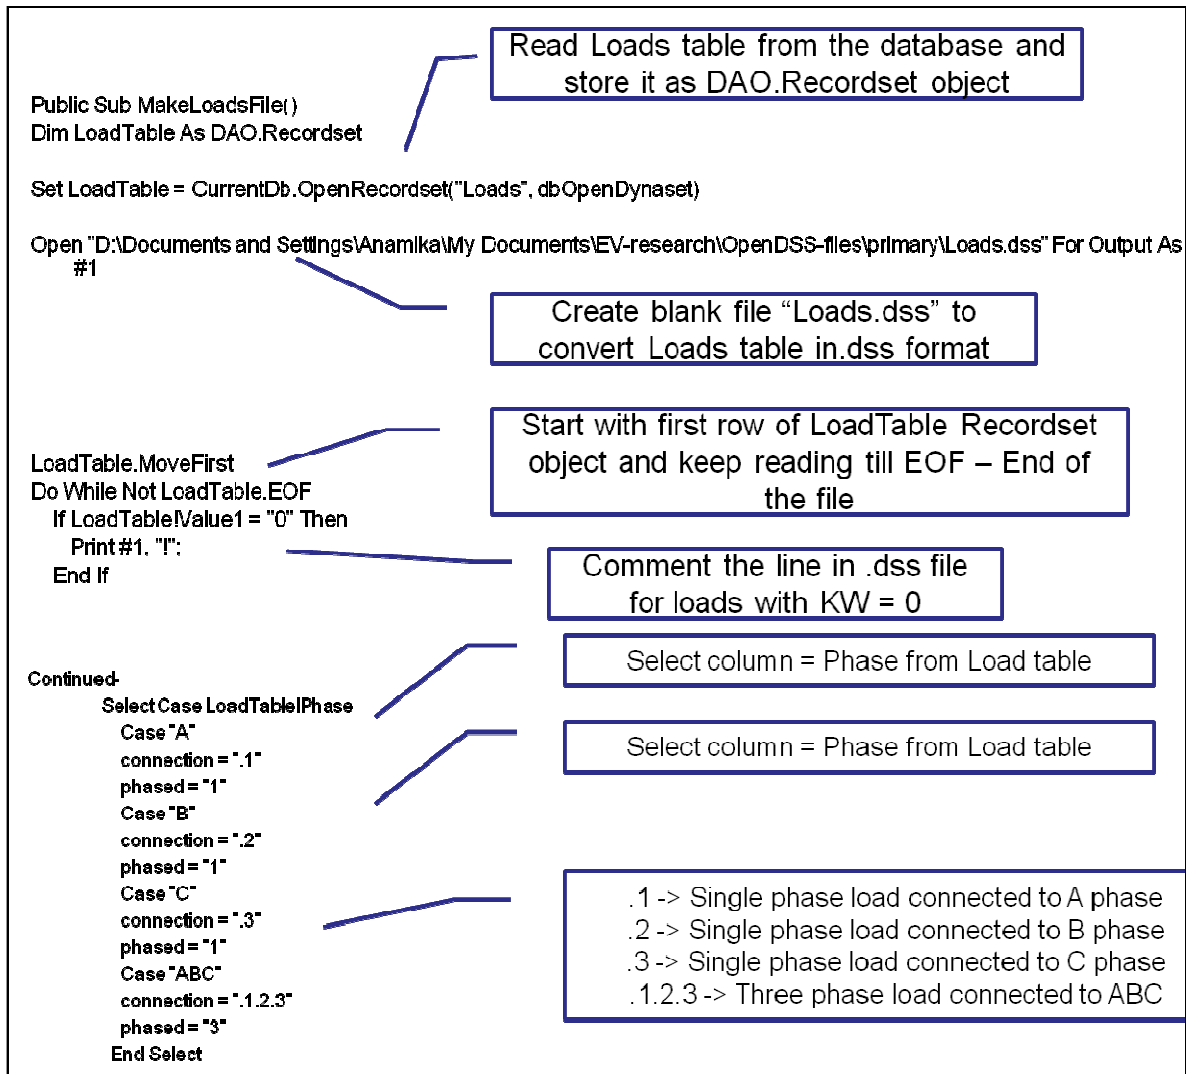 Read Loads table from the database and
store it as DAO.Recordset object
Public Sub MakeLoadsFile()
Dim LoadTable As DAO.Recordset
Set LoadTable = CurrentDb.OpenRecordset("Loads", dbOpenDynaset)
Open "D:\Documents and Settings\Anamika\My Documents\EV-research\OpenDSS-files\primary\Loads.dss" For Output As
#1
Create blank file “Loads.dss” to
convert Loads table in.dss format
Start with first row of LoadTable Recordset
object and keep reading till EOF – End of
the file
LoadTable.MoveFirst
Do While Not LoadTable.EOF
If LoadTable!Value1 = "0" Then
Print #1, "!";
End If
Comment the line in .dss file
for loads with KW = 0
Select column = Phase from Load table
Continued-
Select Case LoadTable!Phase
Case "A"
connection = ".1"
phased = "1"
Select column = Phase from Load table
Case "B"
connection = ".2"
phased = "1"
Case "C"
connection = ".3"
phased = "1"
Case "ABC"
connection = ".1.2.3"
phased = "3"
End Select
.1 -> Single phase load connected to A phase
.2 -> Single phase load connected to B phase
.3 -> Single phase load connected to C phase
.1.2.3 -> Three phase load connected to ABC